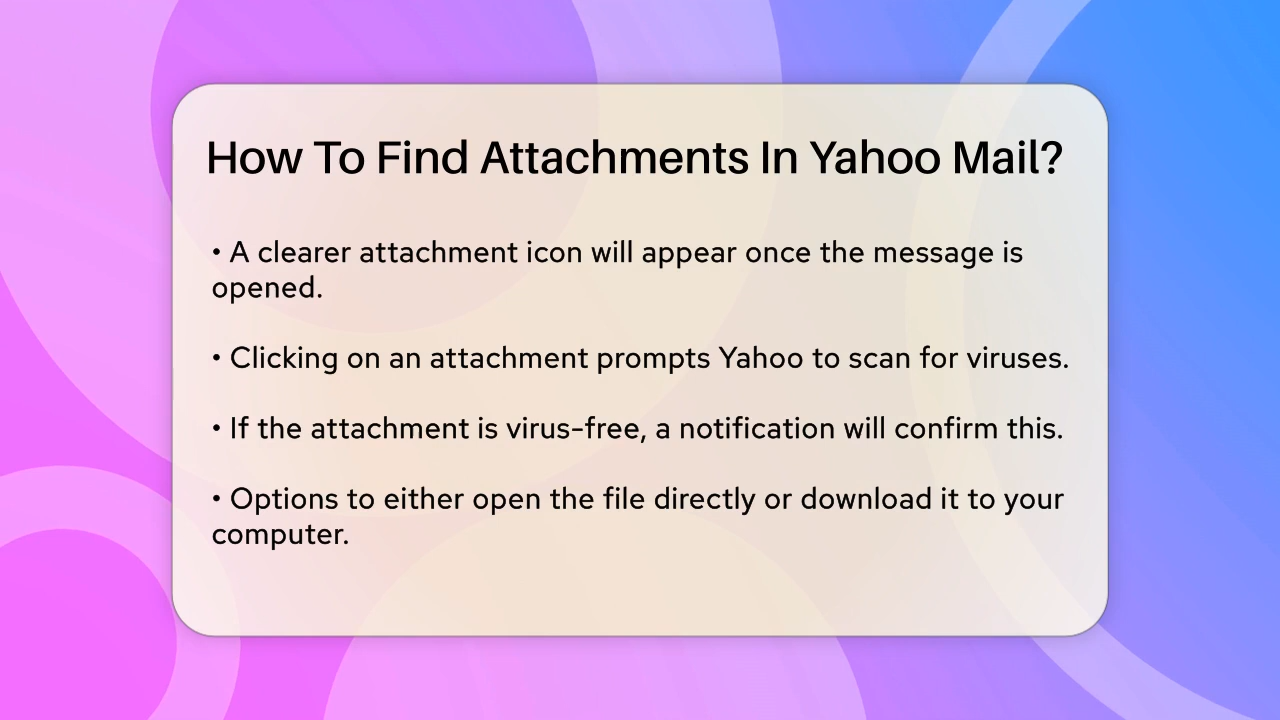 How To Find Attachments In Yahoo Mail?
• A clearer attachment icon will appear once the message is
opened.
• Clicking on an attachment prompts Yahoo to scan for viruses.
• If the attachment is virus-free, a notification will confirm this.
• Options to either open the file directly or download it to your
computer.